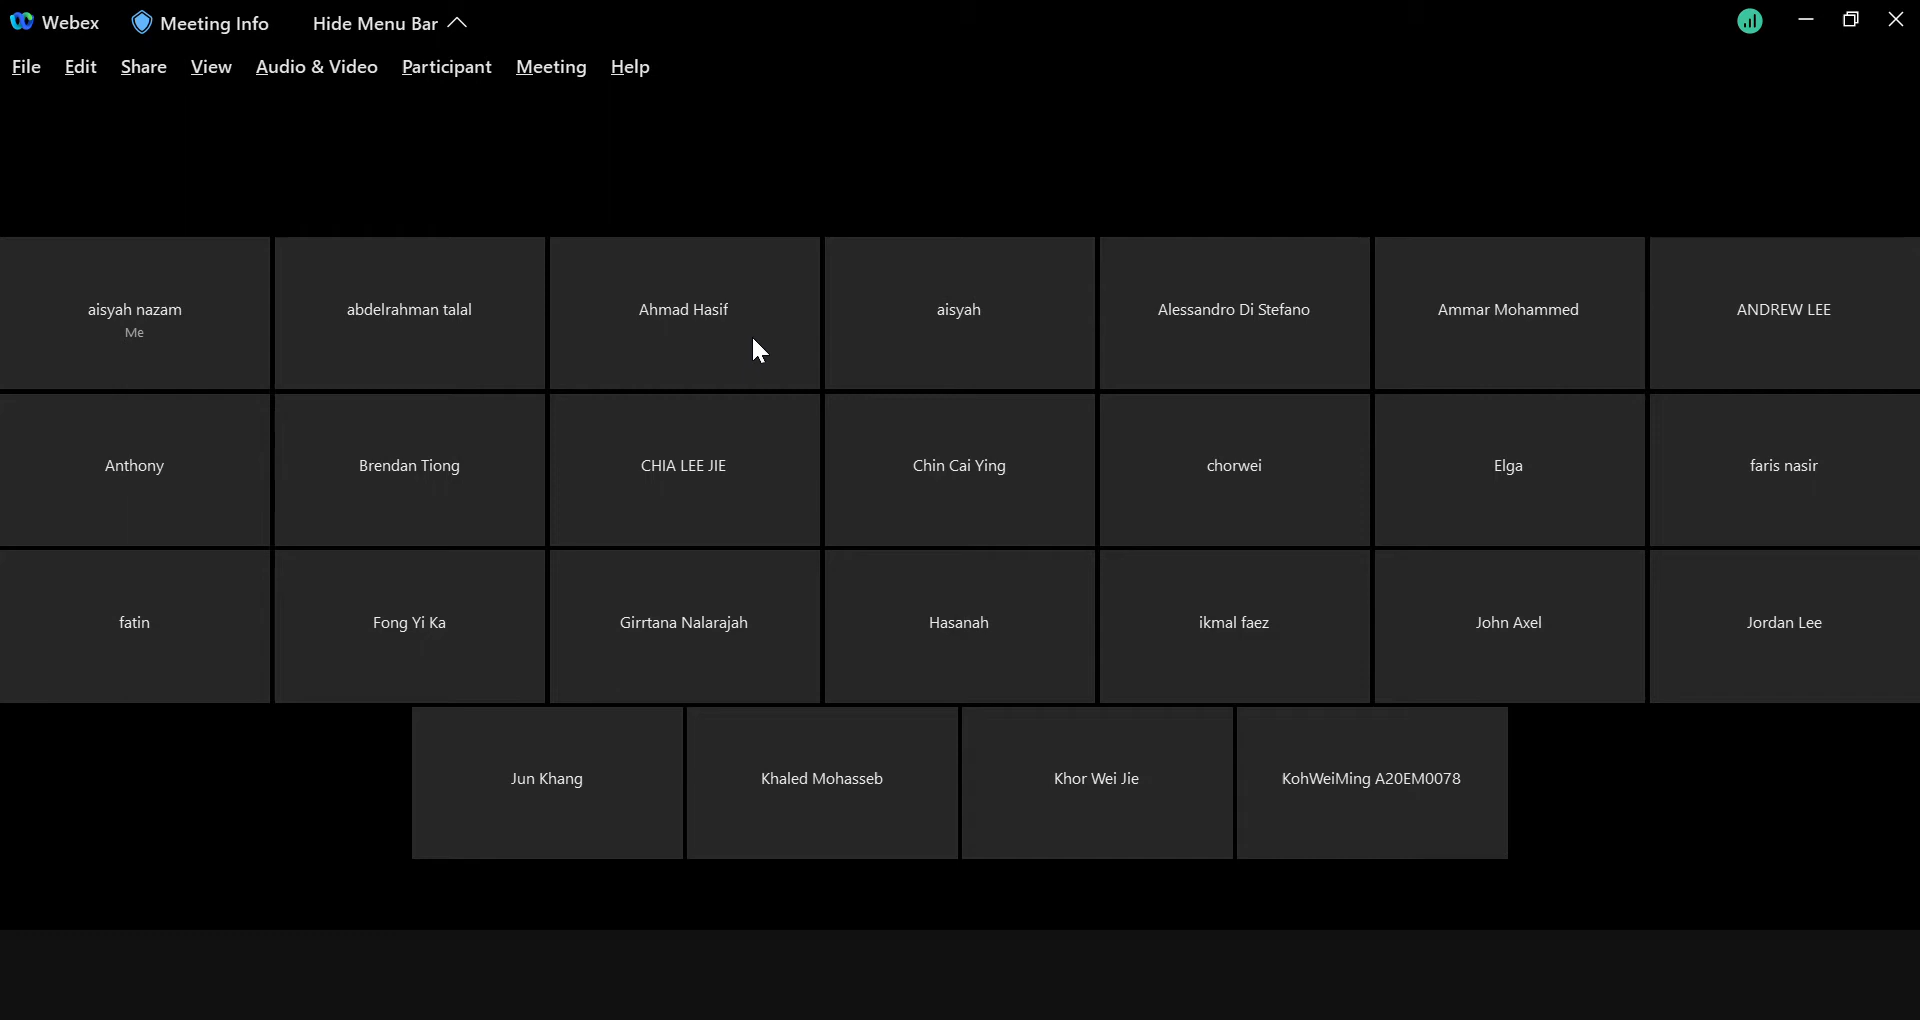 Webex Meeting Info Hide Menu Bar
File Edit Share View Audio & Video Participant Meeting Help
aisyah nazam abdelrahman talal Ahmad Hasif aisyah Alessandro Di Stefano Ammar Mohammed ANDREW LEE
Me
Anthony Brendan Tiong CHIA LEE JIE Chin Cai Ying chorwei Elga faris nasir
fatin Fong Yi Ka Girrtana Nalarajah Hasanah ikmal faez John Axel Jordan Lee
Jun Khang Khaled Mohasseb Khor Wei Jie KohWeiMing A20EM0078